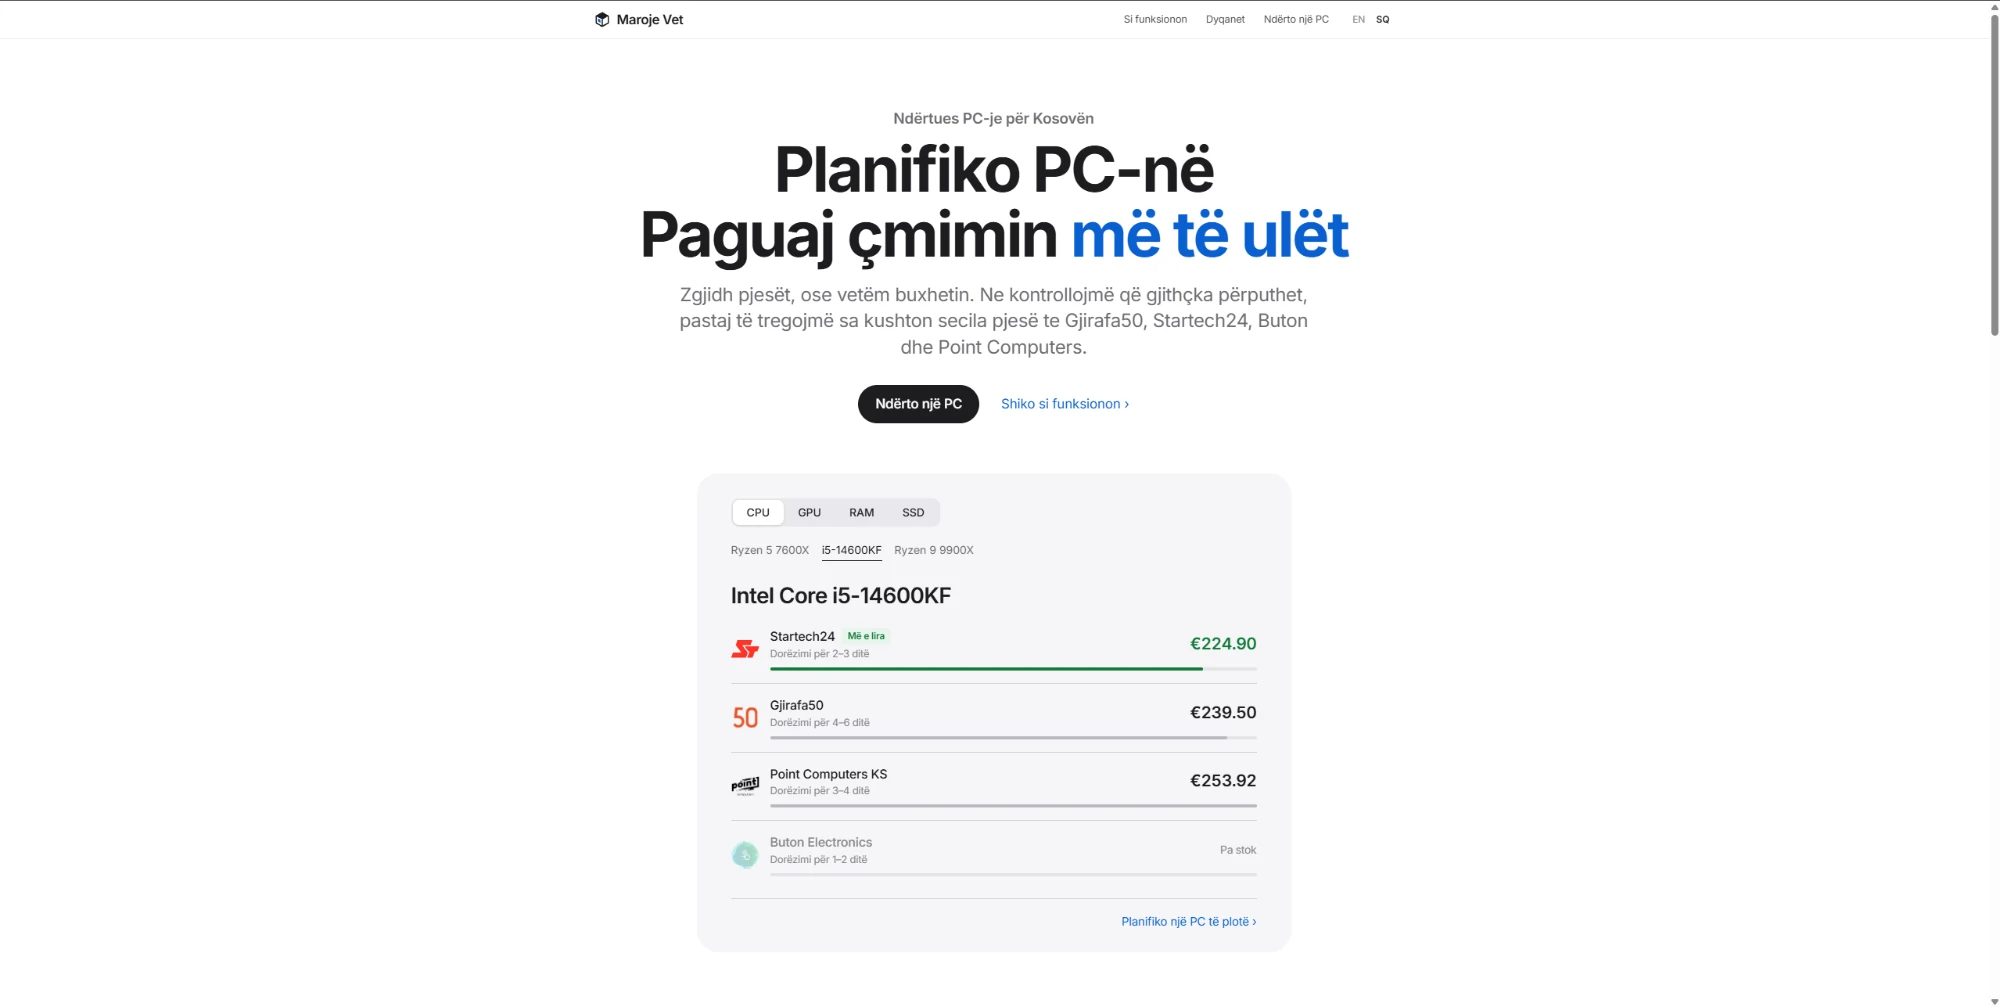 Maroje Vet
Si funksionon Dyqanet Ndërto një PC EN SQ
Ndërtues PC-je për Kosovën
Planifiko PC-në
Paguaj çmimin më të ulët
Zgjidh pjesët, ose vetëm buxhetin. Ne kontrollojmë që gjithçka përputhet,
pastaj të tregojmë sa kushton secila pjesë te Gjirafa50, Startech24, Buton
dhe Point Computers.
Ndërto një PC Shiko si funksionon ›
CPU GPU RAM SSD
Ryzen 5 7600X i5-14600KF Ryzen 9 9900X
Intel Core i5-14600KF
Startech24 Më e lira
Dorëzimi për 2–3 ditë
€224.90
50
Gjirafa50
Dorëzimi për 4–6 ditë
€239.50
point
Point Computers KS
Dorëzimi për 3–4 ditë
€253.92
Buton Electronics
Dorëzimi për 1–2 ditë
Pa stok
Planifiko një PC të plotë ›